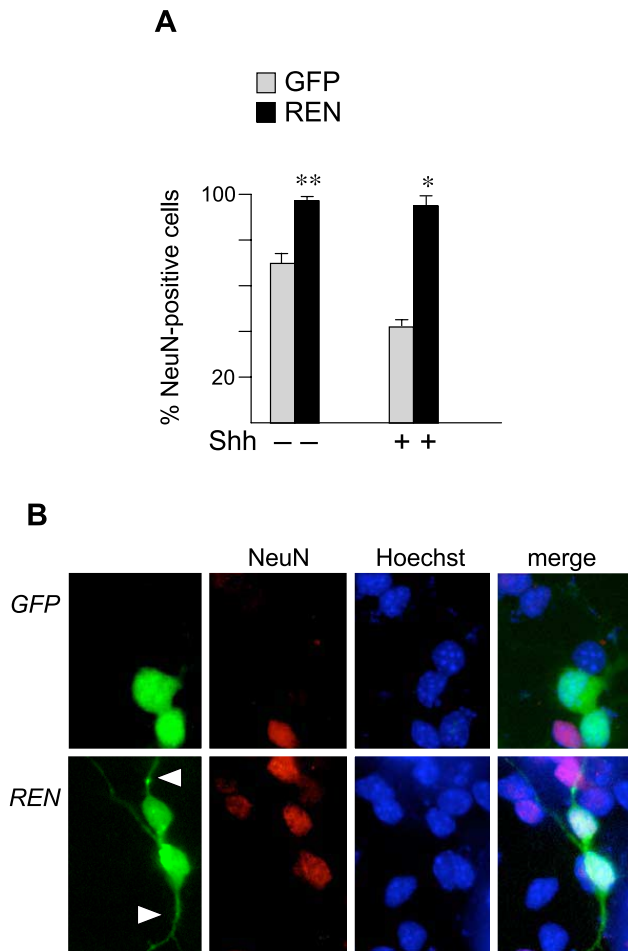 A
GFP
REN
** *
100
20
% NeuN-positive cells
Shh – – + +
B
NeuN Hoechst merge
GFP
REN